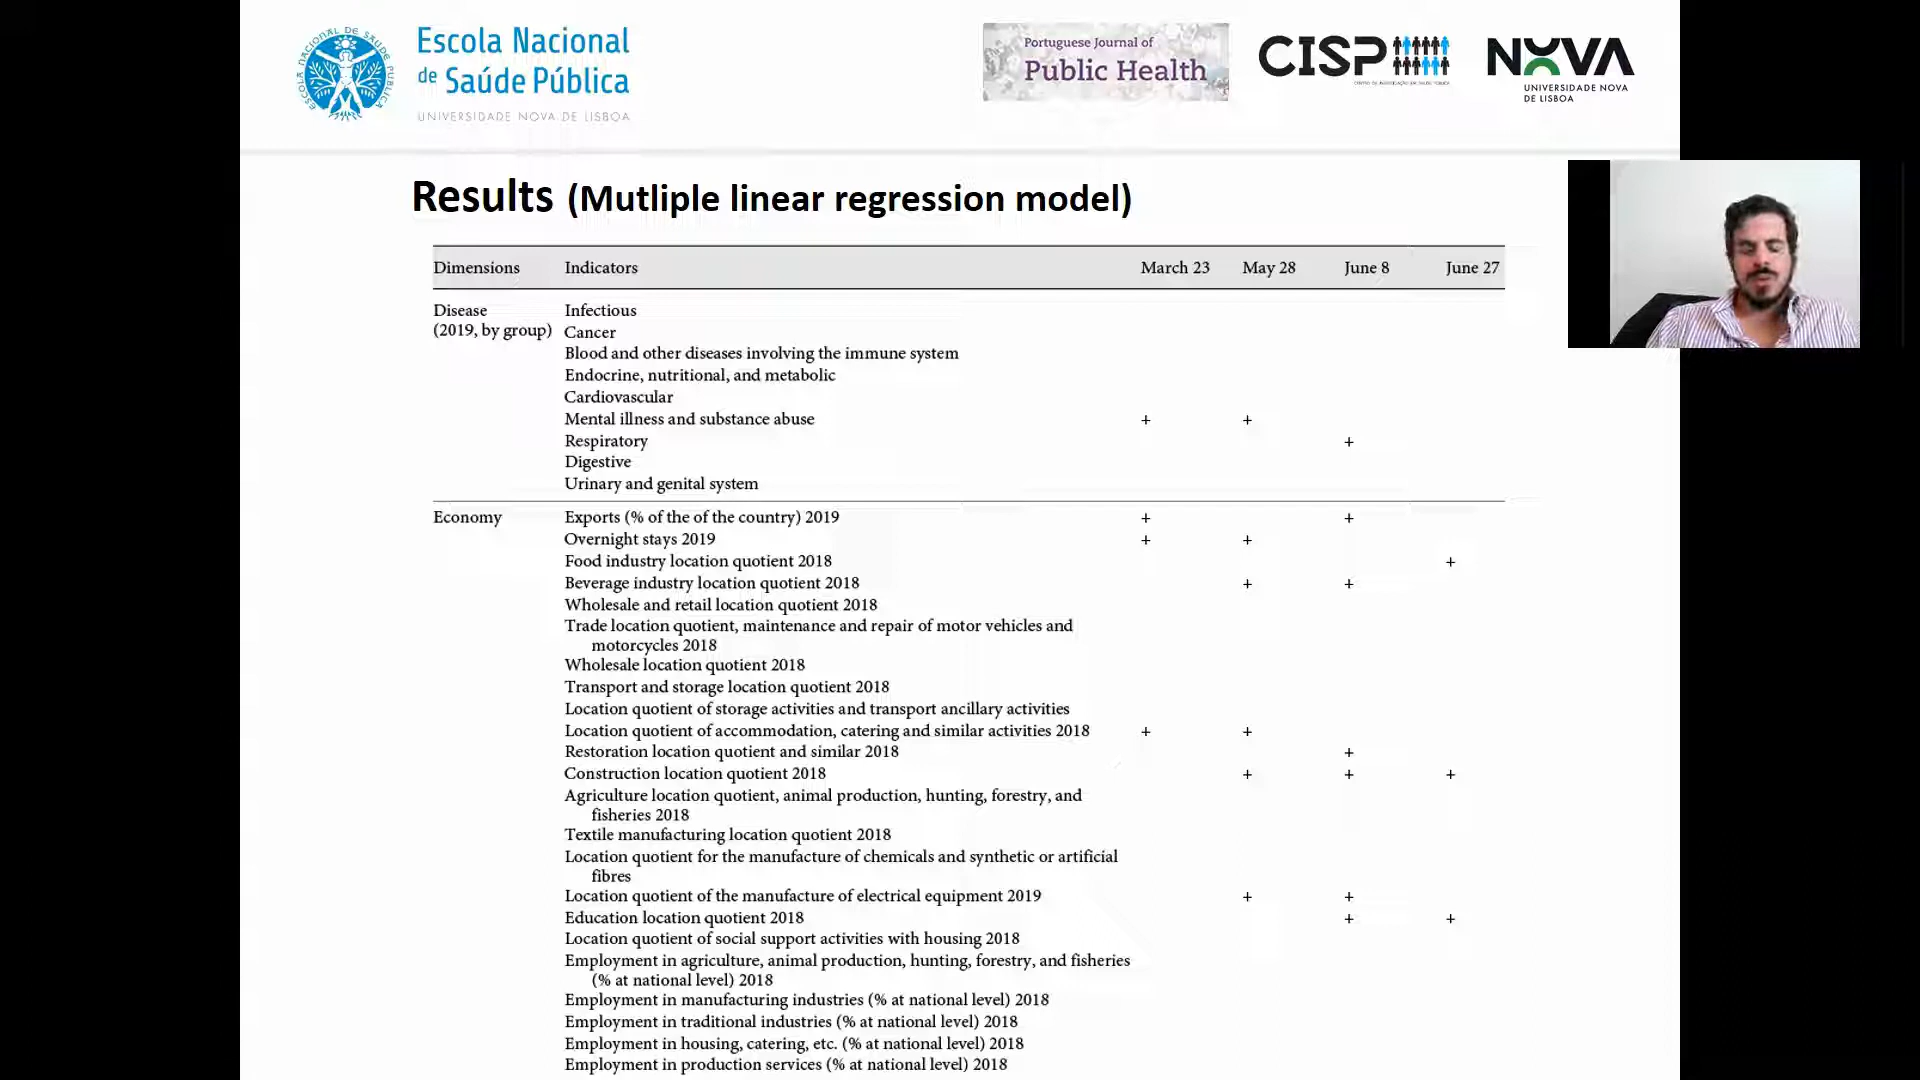 ESCOLA NACIONAL DE SAÚDE PÚBLICA
Escola Nacional
de Saúde Pública
UNIVERSIDADE NOVA DE LISBOA
Portuguese Journal of
Public Health
CISP
NOVA
UNIVERSIDADE NOVA
DE LISBOA
Results (Mutliple linear regression model)
Dimensions Indicators March 23 May 28 June 8 June 27
Disease Infectious
(2019, by group) Cancer
Blood and other diseases involving the immune system
Endocrine, nutritional, and metabolic
Cardiovascular
Mental illness and substance abuse + +
Respiratory +
Digestive
Urinary and genital system
Economy Exports (% of the of the country) 2019 + +
Overnight stays 2019 + +
Food industry location quotient 2018 +
Beverage industry location quotient 2018 + +
Wholesale and retail location quotient 2018
Trade location quotient, maintenance and repair of motor vehicles and
motorcycles 2018
Wholesale location quotient 2018
Transport and storage location quotient 2018
Location quotient of storage activities and transport ancillary activities
Location quotient of accommodation, catering and similar activities 2018 + +
Restoration location quotient and similar 2018 +
Construction location quotient 2018 + + +
Agriculture location quotient, animal production, hunting, forestry, and
fisheries 2018
Textile manufacturing location quotient 2018
Location quotient for the manufacture of chemicals and synthetic or artificial
fibres
Location quotient of the manufacture of electrical equipment 2019 + +
Education location quotient 2018 + +
Location quotient of social support activities with housing 2018
Employment in agriculture, animal production, hunting, forestry, and fisheries
(% at national level) 2018
Employment in manufacturing industries (% at national level) 2018
Employment in traditional industries (% at national level) 2018
Employment in housing, catering, etc. (% at national level) 2018
Employment in production services (% at national level) 2018